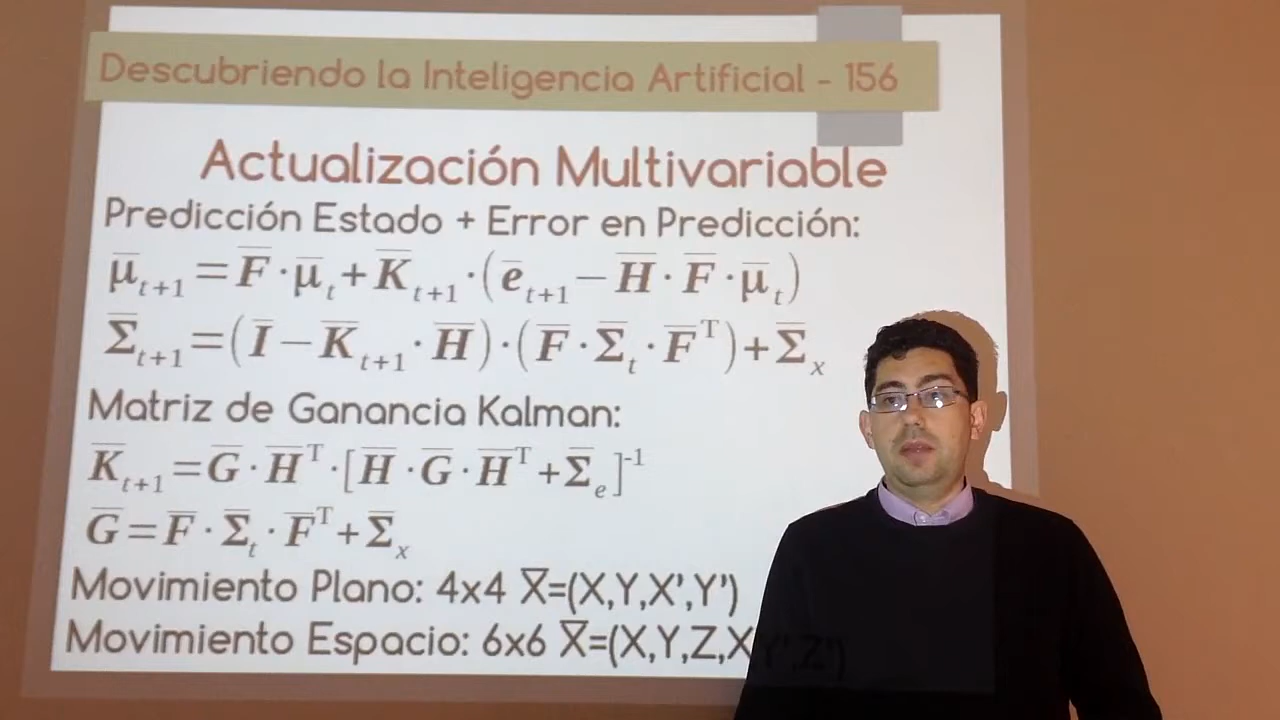 Descubriendo la Inteligencia Artificial - 156
Actualización Multivariable
Predicción Estado + Error en Predicción:
μ̅ₜ₊₁ = F̅ · μ̅ₜ + K̅ₜ₊₁ · (e̅ₜ₊₁ − H̅ · F̅ · μ̅ₜ)
Σ̅ₜ₊₁ = (I̅ − K̅ₜ₊₁ · H̅) · (F̅ · Σ̅ₜ · F̅ᵀ) + Σ̅ₓ
Matriz de Ganancia Kalman:
K̅ₜ₊₁ = G̅ · H̅ᵀ · [H̅ · G̅ · H̅ᵀ + Σ̅ₑ]⁻¹
G̅ = F̅ · Σ̅ₜ · F̅ᵀ + Σ̅ₓ
Movimiento Plano: 4x4 X̅=(X,Y,X',Y')
Movimiento Espacio: 6x6 X̅=(X,Y,Z,X,Y',Z')